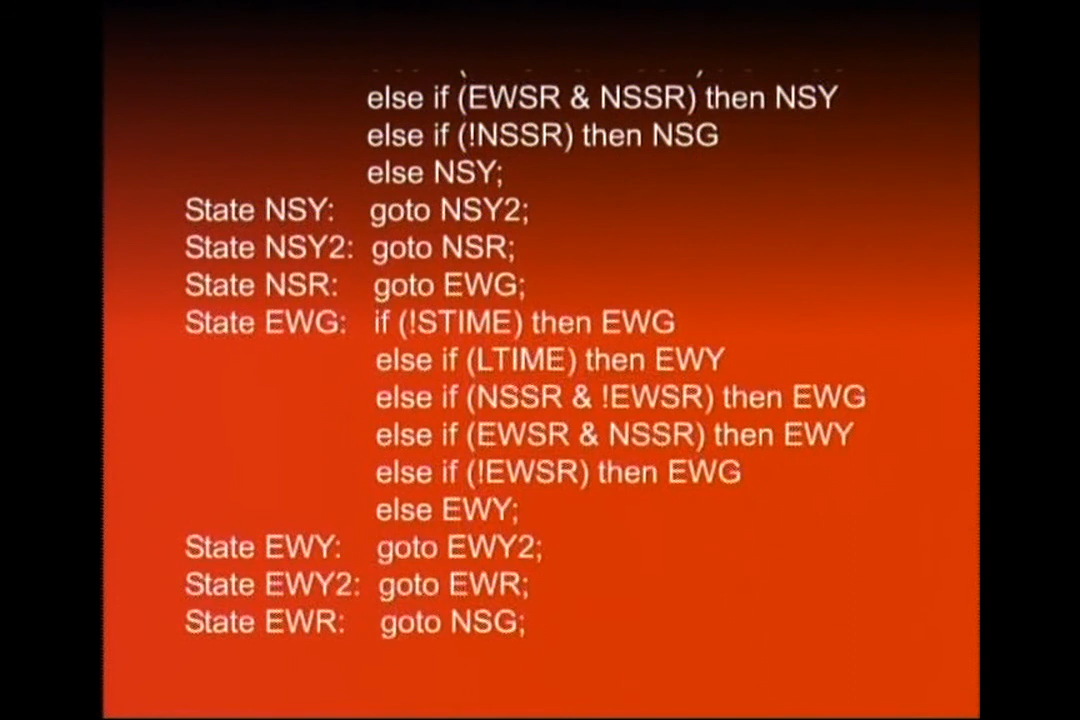 else if (EWSR & NSSR) then NSY
else if (!NSSR) then NSG
else NSY;
State NSY: goto NSY2;
State NSY2: goto NSR;
State NSR: goto EWG;
State EWG: if (!STIME) then EWG
else if (LTIME) then EWY
else if (NSSR & !EWSR) then EWG
else if (EWSR & NSSR) then EWY
else if (!EWSR) then EWG
else EWY;
State EWY: goto EWY2;
State EWY2: goto EWR;
State EWR: goto NSG;